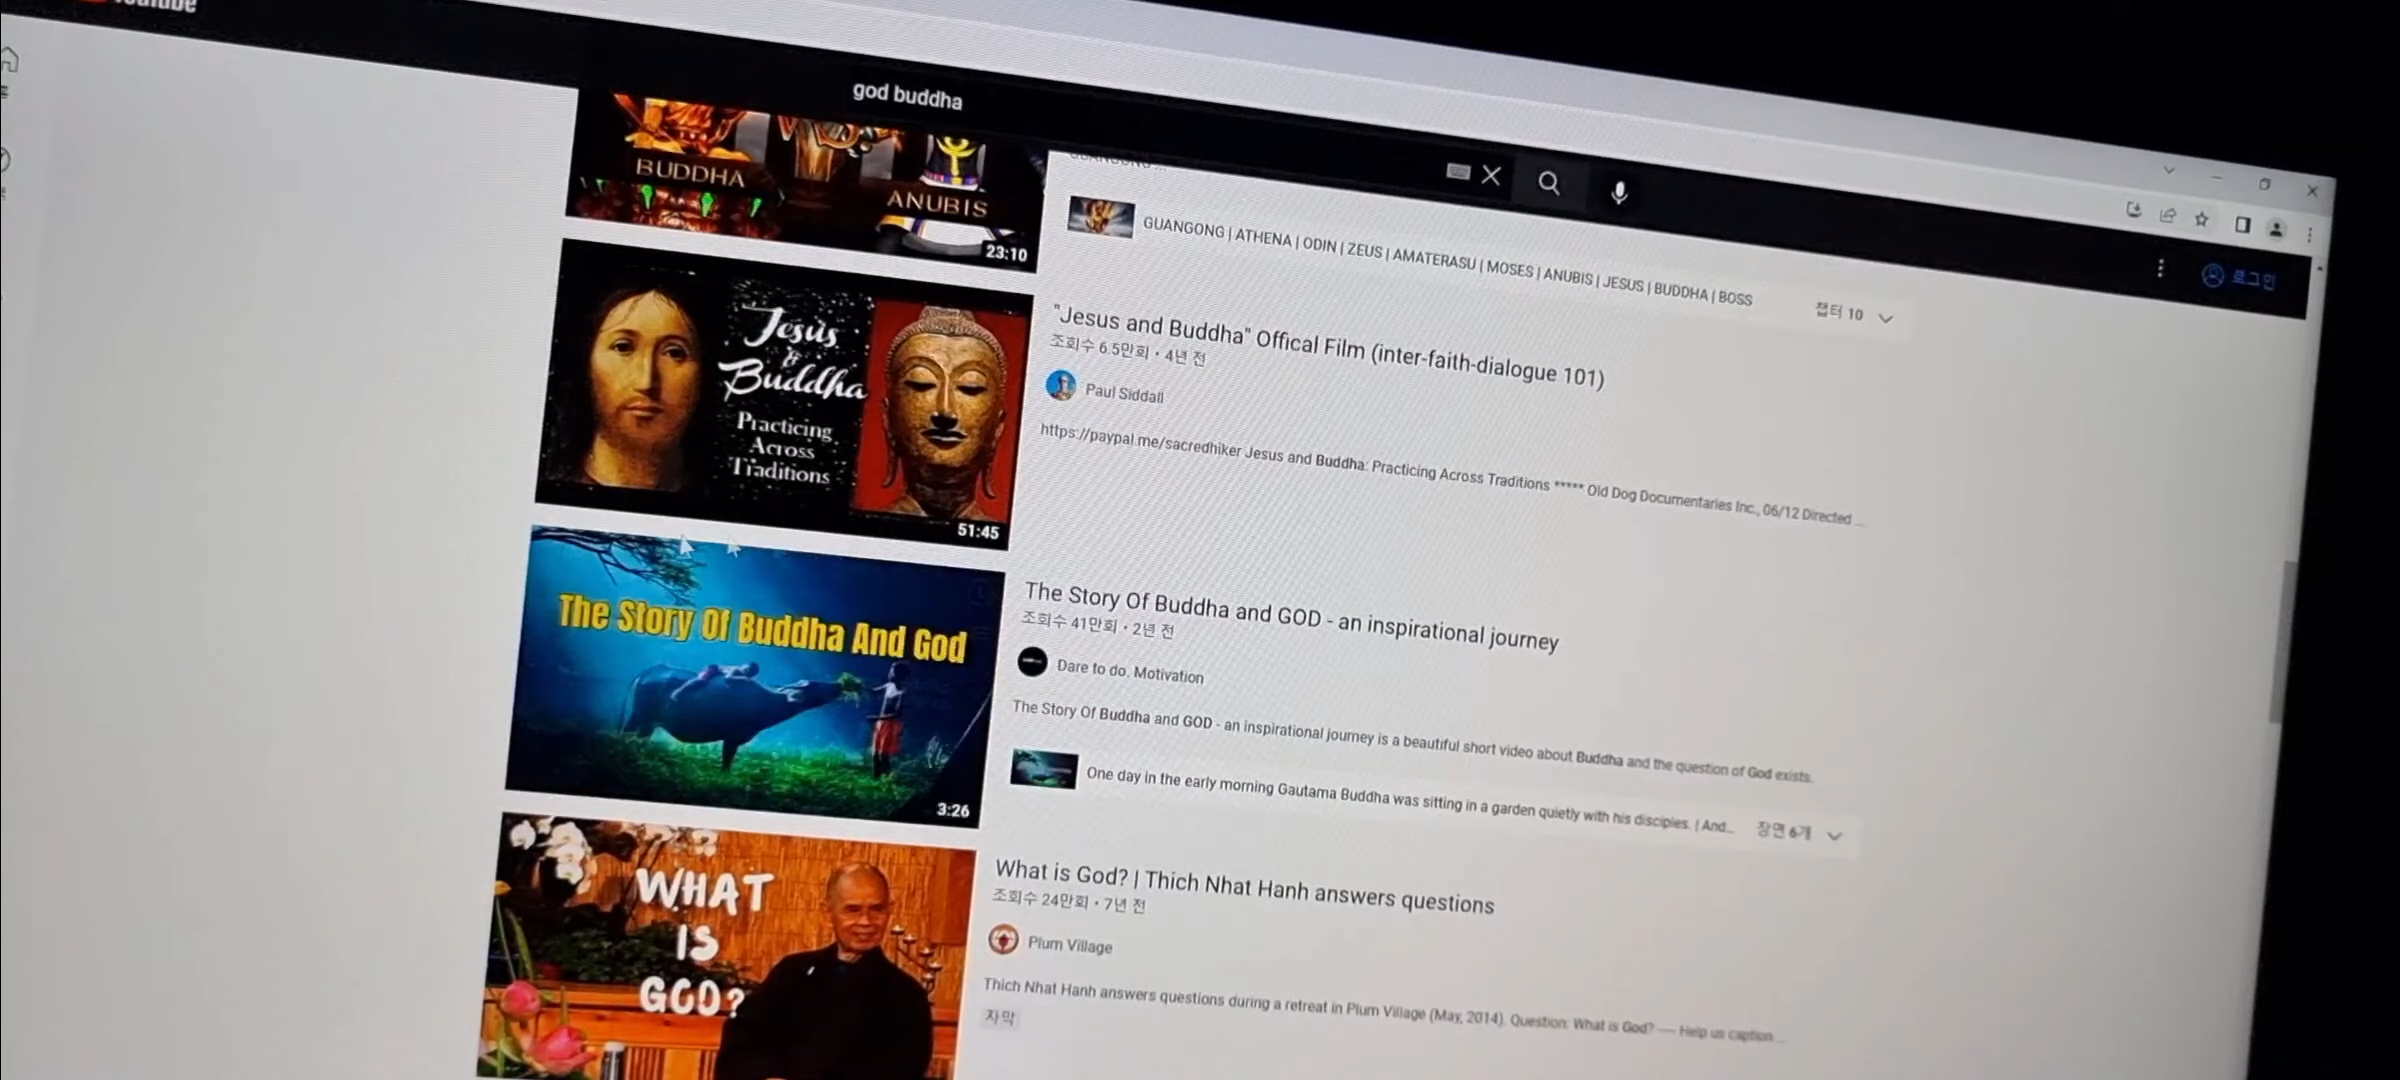 god buddha
BUDDHA
ANUBIS
23:10
GUANGONG | ATHENA | ODIN | ZEUS | AMATERASU | MOSES | ANUBIS | JESUS | BUDDHA | BOSS
챕터 10
로그인
Jesus
&
Buddha
Practicing
Across
Traditions
51:45
"Jesus and Buddha" Offical Film (inter-faith-dialogue 101)
조회수 6.5만회 • 4년 전
Paul Siddall
https://paypal.me/sacredhiker Jesus and Buddha: Practicing Across Traditions ***** Old Dog Documentaries Inc., 06/12 Directed ...
The Story Of Buddha And God
3:26
The Story Of Buddha and GOD - an inspirational journey
조회수 41만회 • 2년 전
Dare to do. Motivation
The Story Of Buddha and GOD - an inspirational journey is a beautiful short video about Buddha and the question of God exists.
One day in the early morning Gautama Buddha was sitting in a garden quietly with his disciples. | And...
장면 6개
WHAT
IS
GOD?
What is God? | Thich Nhat Hanh answers questions
조회수 24만회 • 7년 전
Plum Village
Thich Nhat Hanh answers questions during a retreat in Plum Village (May, 2014). Question: What is God? ---- Help us caption ...
자막